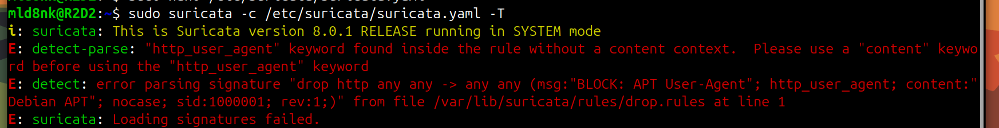 mld8nk@R2D2:~$ sudo suricata -c /etc/suricata/suricata.yaml -T
i: suricata: This is Suricata version 8.0.1 RELEASE running in SYSTEM mode
E: detect-parse: "http_user_agent" keyword found inside the rule without a content context.  Please use a "content" keywo
rd before using the "http_user_agent" keyword
E: detect: error parsing signature "drop http any any -> any any (msg:"BLOCK: APT User-Agent"; http_user_agent; content:"
Debian APT"; nocase; sid:1000001; rev:1;)" from file /var/lib/suricata/rules/drop.rules at line 1
E: suricata: Loading signatures failed.